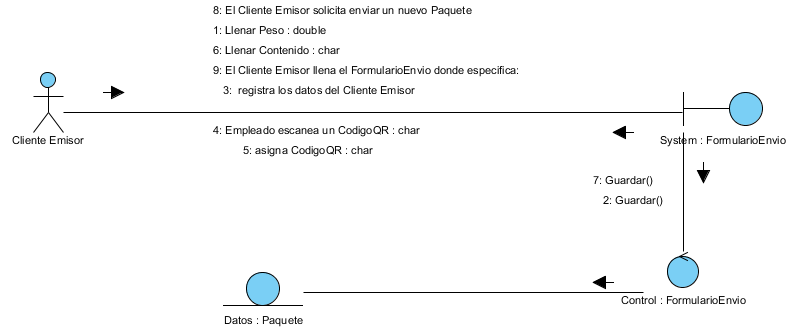 8: El Cliente Emisor solicita enviar un nuevo Paquete
1: Llenar Peso : double
6: Llenar Contenido : char
9: El Cliente Emisor llena el FormularioEnvio donde especifica:
3: registra los datos del Cliente Emisor
Cliente Emisor
4: Empleado escanea un CodigoQR : char
5: asigna CodigoQR : char
System : FormularioEnvio
7: Guardar()
2: Guardar()
Control : FormularioEnvio
Datos : Paquete